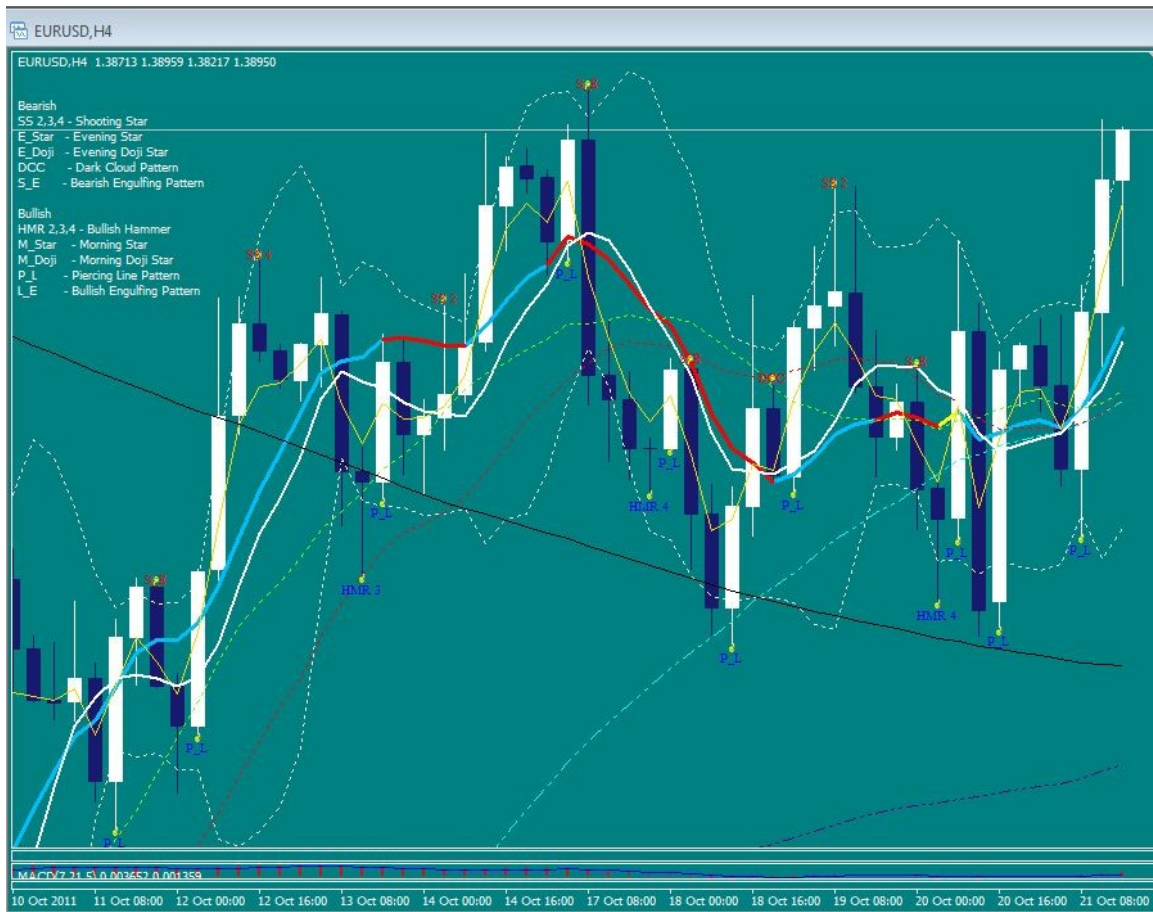 EURUSD,H4
EURUSD,H4 1.38713 1.38959 1.38217 1.38950
Bearish
SS 2,3,4 - Shooting Star
E_Star - Evening Star
E_Doji - Evening Doji Star
DCC - Dark Cloud Pattern
S_E - Bearish Engulfing Pattern
Bullish
HMR 2,3,4 - Bullish Hammer
M_Star - Morning Star
M_Doji - Morning Doji Star
P_L - Piercing Line Pattern
L_E - Bullish Engulfing Pattern
SS 2
SS 4
P_L
SS 2
P_L
HMR 4
P_L
P_L
P_L
P_L
HMR 3
HMR 4
P_L
P_L
P_L
P_L
P_L
MACD(7,21,5) 0.003652 0.001359
10 Oct 2011 11 Oct 08:00 12 Oct 00:00 12 Oct 16:00 13 Oct 08:00 14 Oct 00:00 14 Oct 16:00 17 Oct 08:00 18 Oct 00:00 18 Oct 16:00 19 Oct 08:00 20 Oct 00:00 20 Oct 16:00 21 Oct 08:00